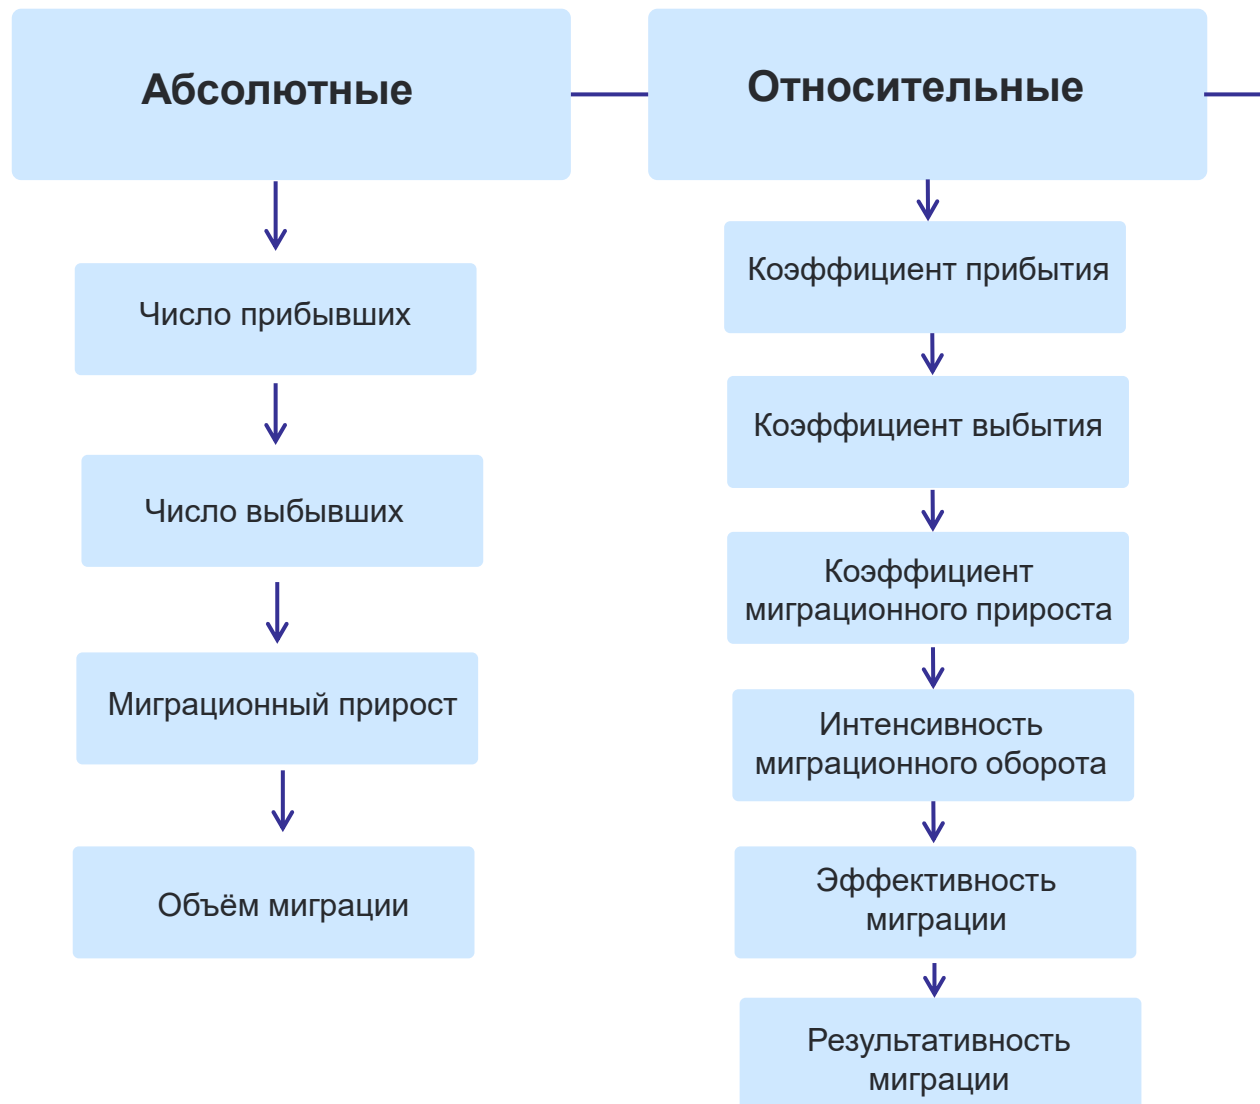 Абсолютные
Число прибывших
Число выбывших
Миграционный прирост
Объём миграции
Относительные
Коэффициент прибытия
Коэффициент выбытия
Коэффициент
миграционного прироста
Интенсивность
миграционного оборота
Эффективность
миграции
Результативность
миграции